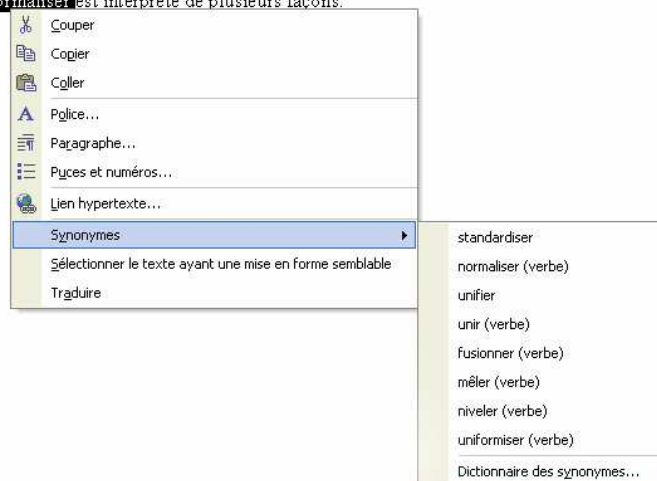 ormaliser est interprété de plusieurs façons.
Couper
Copier
Coller
Police...
Paragraphe...
Puces et numéros...
Lien hypertexte...
Synonymes
Sélectionner le texte ayant une mise en forme semblable
Traduire
standardiser
normaliser (verbe)
unifier
unir (verbe)
fusionner (verbe)
mêler (verbe)
niveler (verbe)
uniformiser (verbe)
Dictionnaire des synonymes...